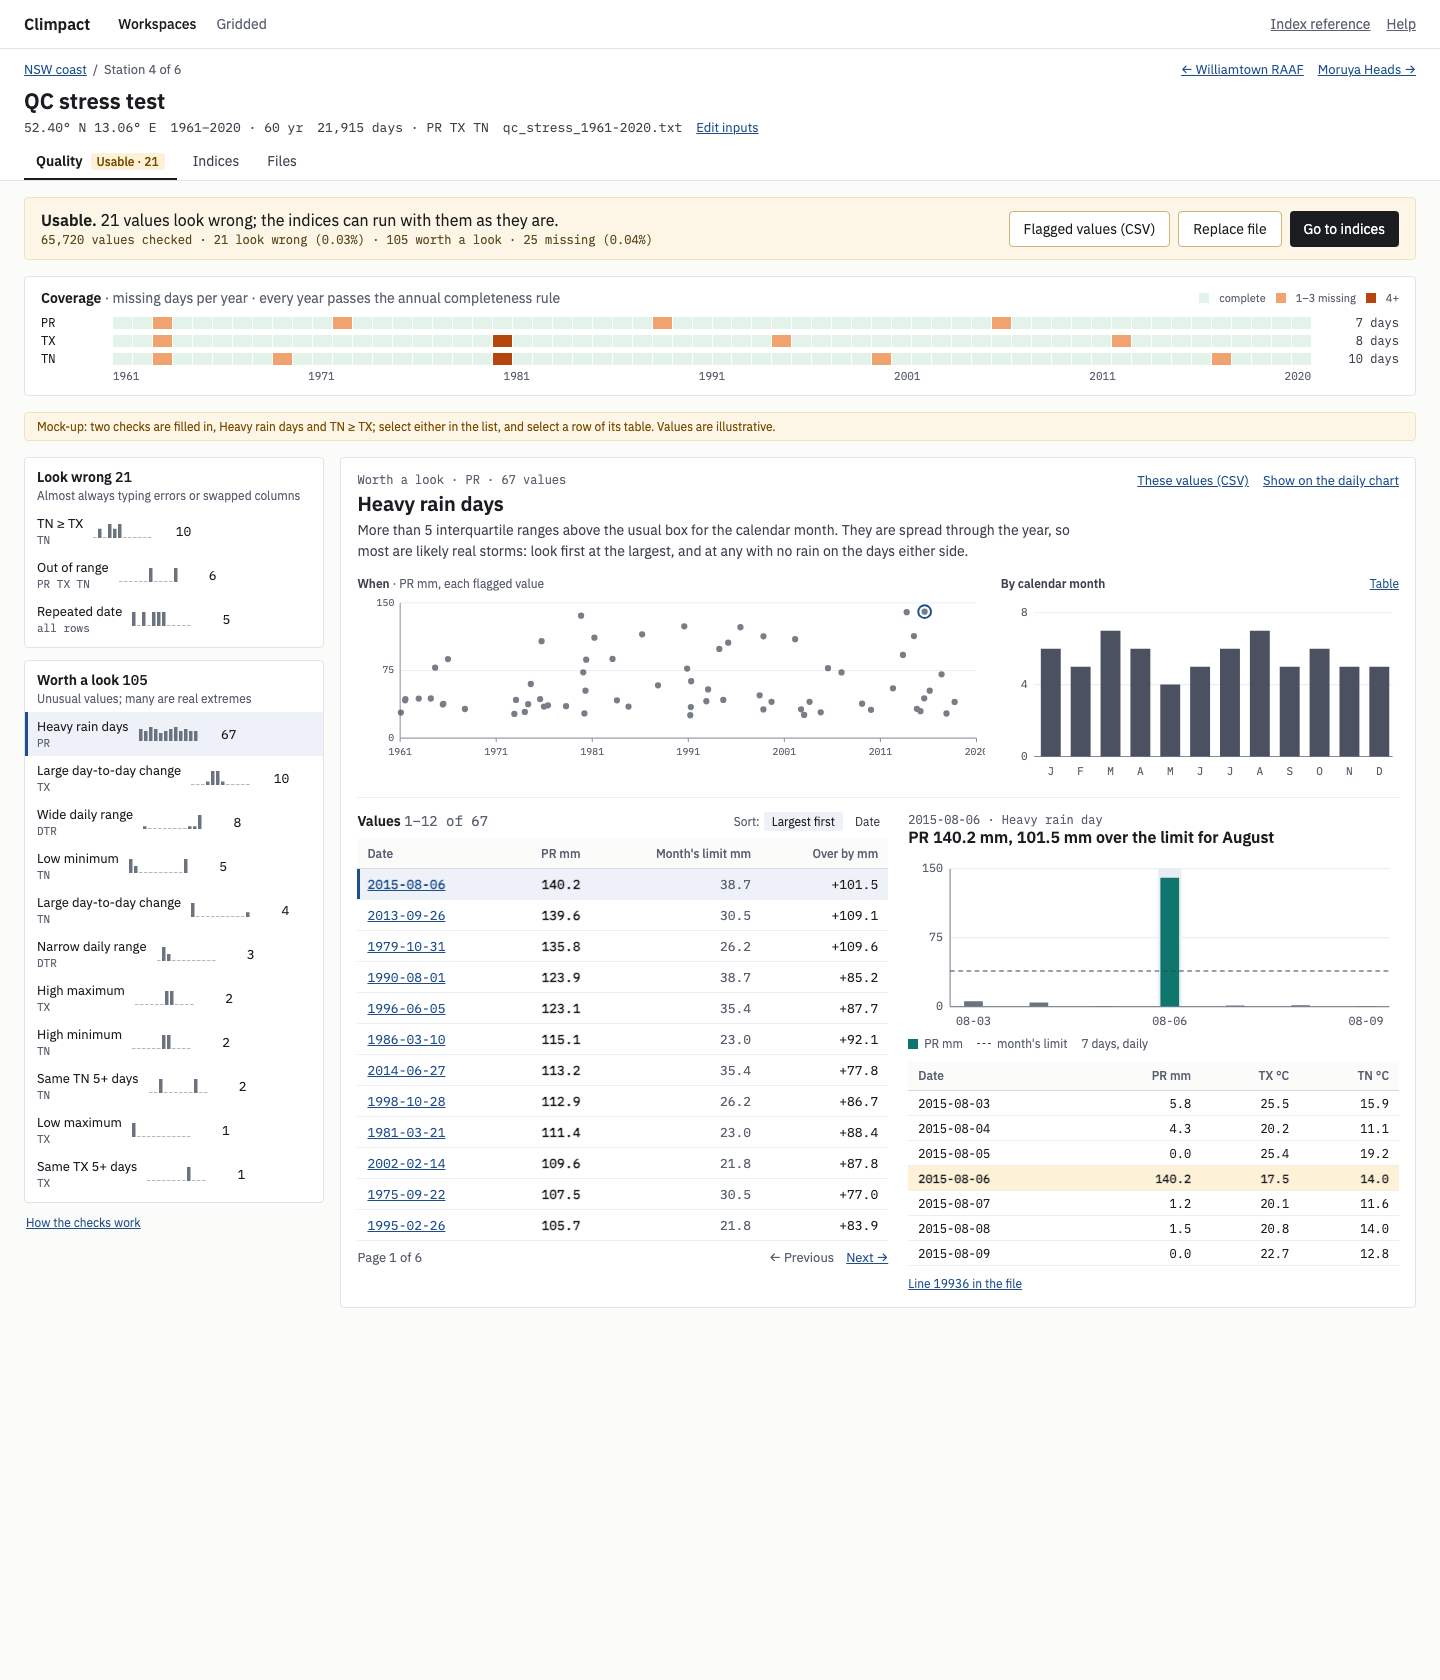 Climpact Workspaces Gridded Index reference Help
NSW coast / Station 4 of 6 ← Williamtown RAAF Moruya Heads →
QC stress test
52.40° N 13.06° E 1961–2020 · 60 yr 21,915 days · PR TX TN qc_stress_1961-2020.txt Edit inputs
Quality Usable · 21 Indices Files
Usable. 21 values look wrong; the indices can run with them as they are.
65,720 values checked · 21 look wrong (0.03%) · 105 worth a look · 25 missing (0.04%)
Flagged values (CSV) Replace file Go to indices
Coverage · missing days per year · every year passes the annual completeness rule complete 1–3 missing 4+
PR 7 days
TX 8 days
TN 10 days
1961 1971 1981 1991 2001 2011 2020
Mock-up: two checks are filled in, Heavy rain days and TN ≥ TX; select either in the list, and select a row of its table. Values are illustrative.
Look wrong 21
Almost always typing errors or swapped columns
TN ≥ TX 10
TN
Out of range 6
PR TX TN
Repeated date 5
all rows
Worth a look 105
Unusual values; many are real extremes
Heavy rain days 67
PR
Large day-to-day change 10
TX
Wide daily range 8
DTR
Low minimum 5
TN
Large day-to-day change 4
TN
Narrow daily range 3
DTR
High maximum 2
TX
High minimum 2
TN
Same TN 5+ days 2
TN
Low maximum 1
TX
Same TX 5+ days 1
TX
How the checks work
Worth a look · PR · 67 values These values (CSV) Show on the daily chart
Heavy rain days
More than 5 interquartile ranges above the usual box for the calendar month. They are spread through the year, so
most are likely real storms: look first at the largest, and at any with no rain on the days either side.
When · PR mm, each flagged value
150
75
0
1961 1971 1981 1991 2001 2011 2020
By calendar month Table
8
4
0
J F M A M J J A S O N D
Values 1–12 of 67 Sort: Largest first Date
Date PR mm Month's limit mm Over by mm
2015-08-06 140.2 38.7 +101.5
2013-09-26 139.6 30.5 +109.1
1979-10-31 135.8 26.2 +109.6
1990-08-01 123.9 38.7 +85.2
1996-06-05 123.1 35.4 +87.7
1986-03-10 115.1 23.0 +92.1
2014-06-27 113.2 35.4 +77.8
1998-10-28 112.9 26.2 +86.7
1981-03-21 111.4 23.0 +88.4
2002-02-14 109.6 21.8 +87.8
1975-09-22 107.5 30.5 +77.0
1995-02-26 105.7 21.8 +83.9
Page 1 of 6 ← Previous Next →
2015-08-06 · Heavy rain day
PR 140.2 mm, 101.5 mm over the limit for August
150
75
0
08-03 08-06 08-09
PR mm month's limit 7 days, daily
Date PR mm TX °C TN °C
2015-08-03 5.8 25.5 15.9
2015-08-04 4.3 20.2 11.1
2015-08-05 0.0 25.4 19.2
2015-08-06 140.2 17.5 14.0
2015-08-07 1.2 20.1 11.6
2015-08-08 1.5 20.8 14.0
2015-08-09 0.0 22.7 12.8
Line 19936 in the file